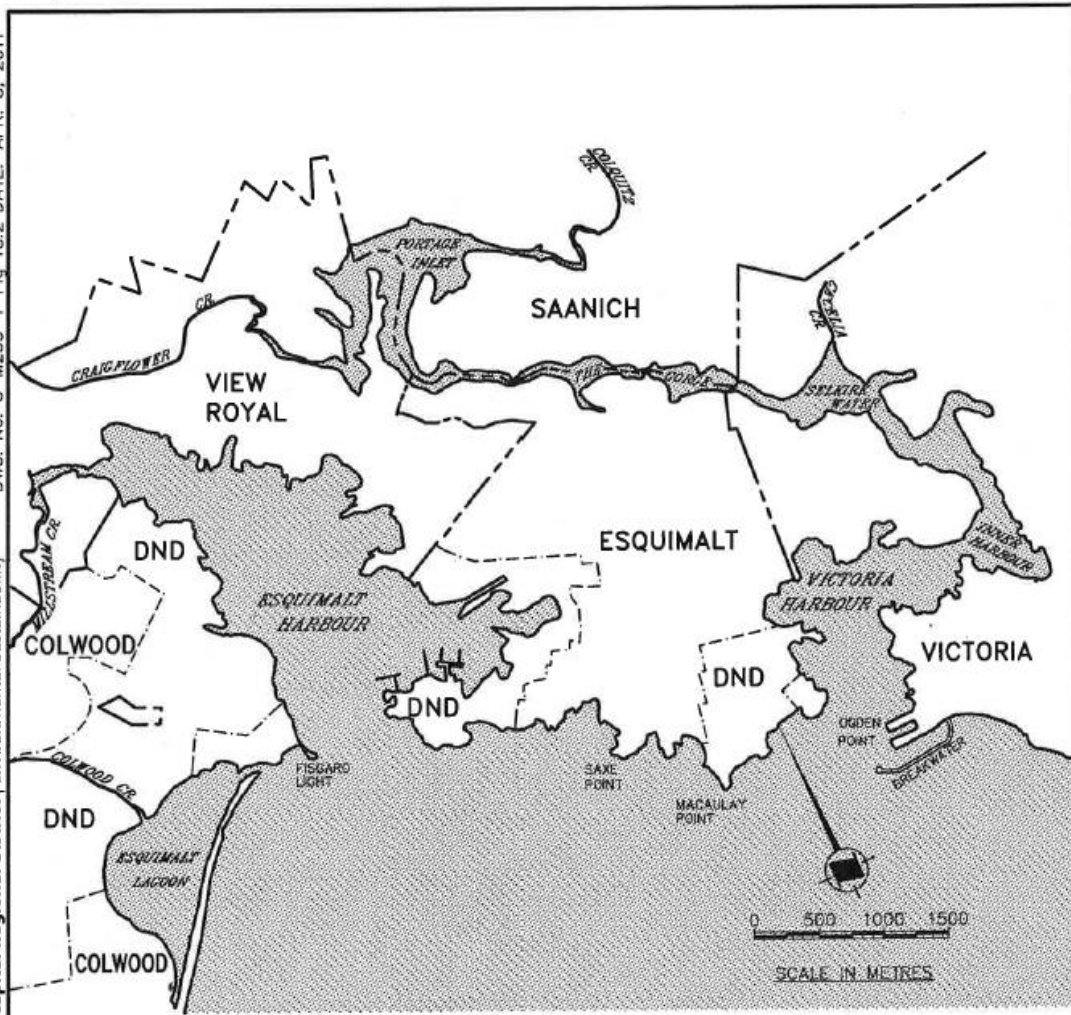 COLQUITZ
CR.
PORTAGE
INLET
SAANICH
CECELIA
CR.
CRAIGFLOWER CR.
THE GORGE
SELKIRK
WATER
VIEW
ROYAL
DND
ESQUIMALT
INNER
HARBOUR
MILLSTREAM CR.
ESQUIMALT
HARBOUR
VICTORIA
HARBOUR
COLWOOD
DND
DND
VICTORIA
OGDEN
POINT
BREAKWATER
COLWOOD CR.
FISGARD
LIGHT
SAXE
POINT
MACAULAY
POINT
DND
ESQUIMALT
LAGOON
COLWOOD
0 500 1000 1500
SCALE IN METRES